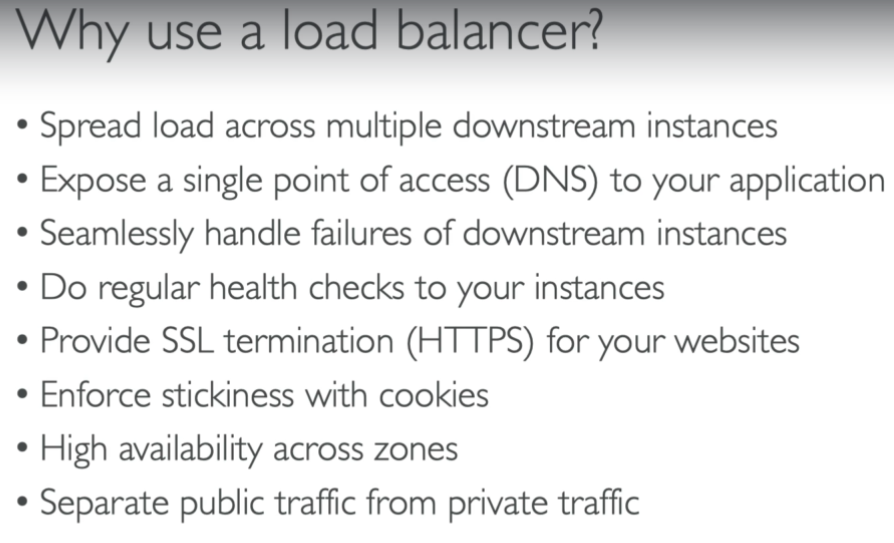 Why use a load balancer?
• Spread load across multiple downstream instances
• Expose a single point of access (DNS) to your application
• Seamlessly handle failures of downstream instances
• Do regular health checks to your instances
• Provide SSL termination (HTTPS) for your websites
• Enforce stickiness with cookies
• High availability across zones
• Separate public traffic from private traffic